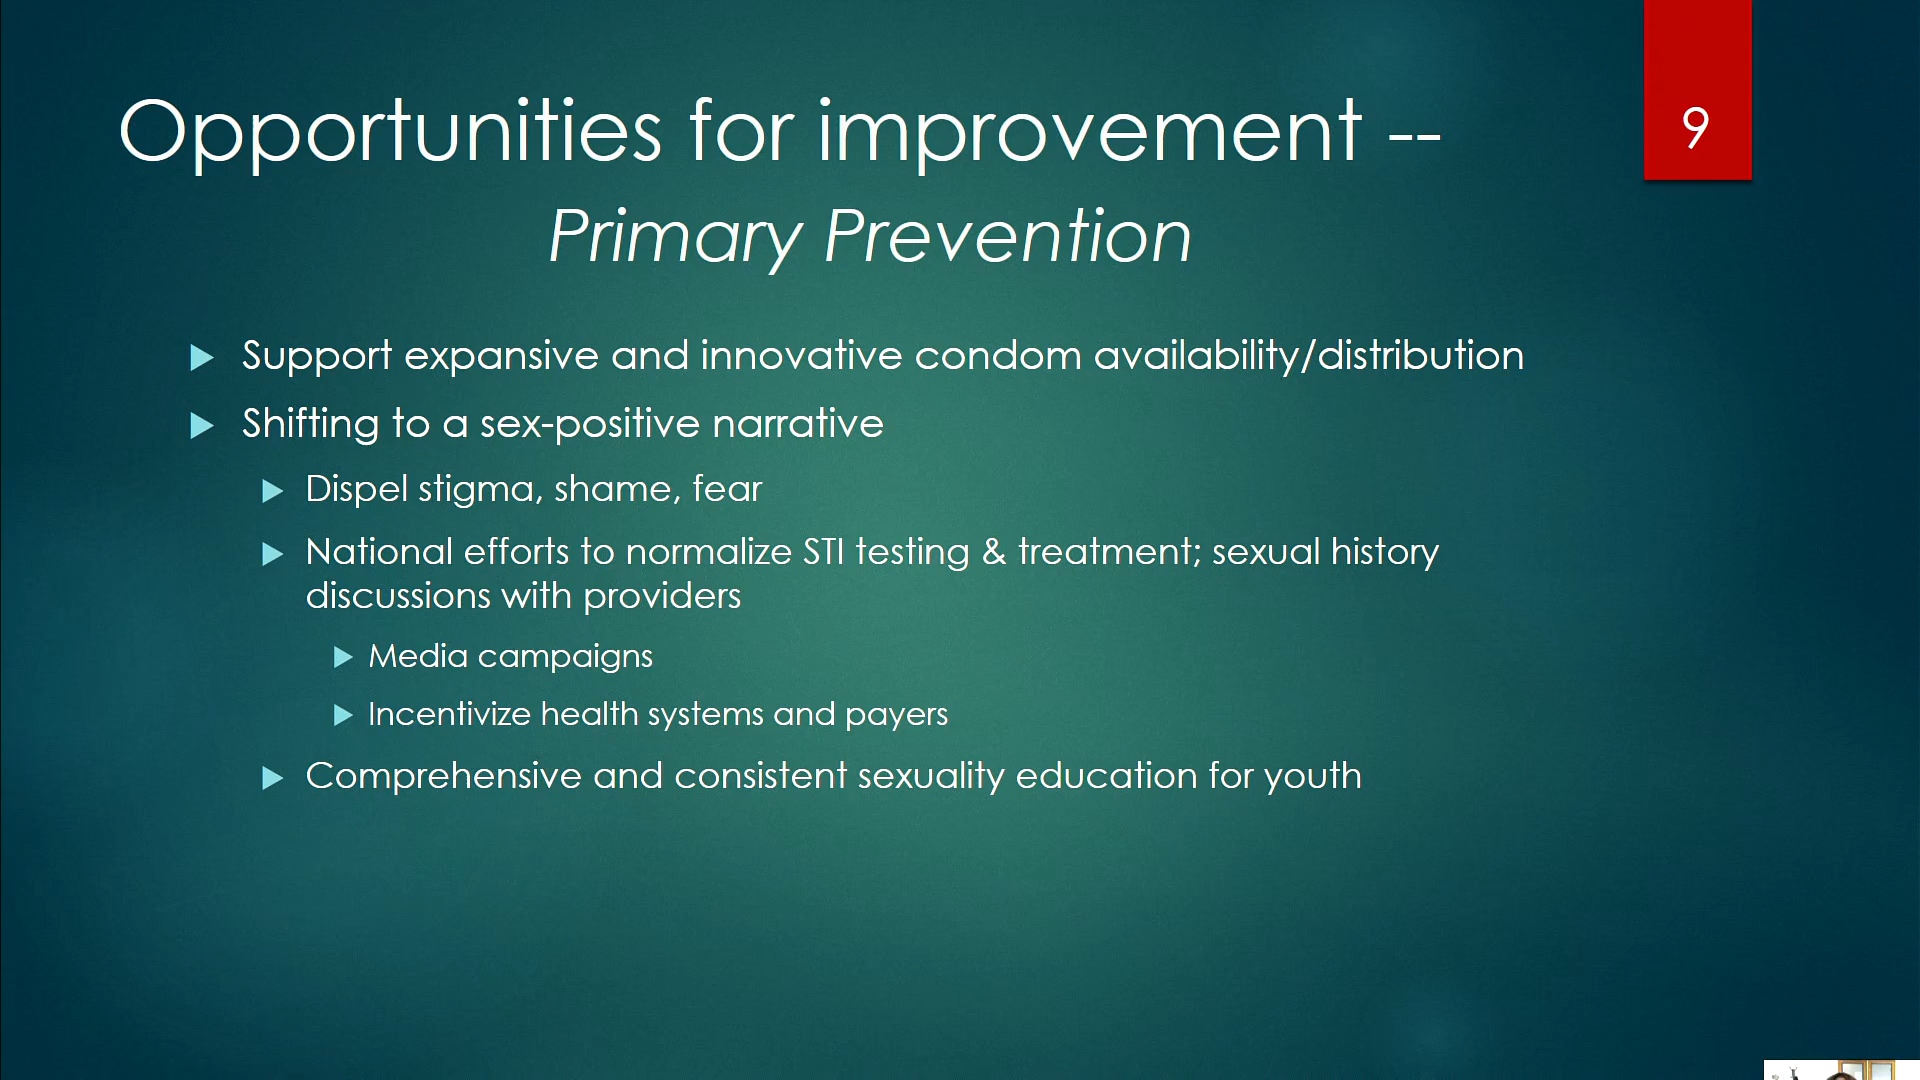 Opportunities for improvement --
9
Primary Prevention
Support expansive and innovative condom availability/distribution
Shifting to a sex-positive narrative
Dispel stigma, shame, fear
National efforts to normalize STI testing & treatment; sexual history
discussions with providers
Media campaigns
Incentivize health systems and payers
Comprehensive and consistent sexuality education for youth